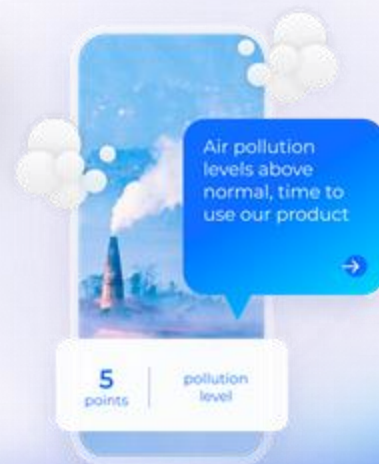 Air pollution
levels above
normal, time to
use our product
5
points
pollution
level